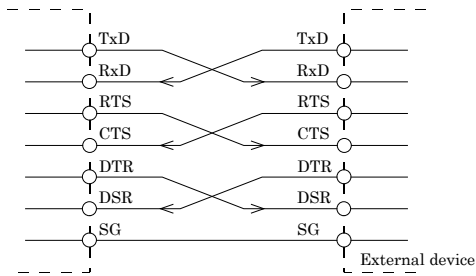 TxD TxD
RxD RxD
RTS RTS
CTS CTS
DTR DTR
DSR DSR
SG SG
External device